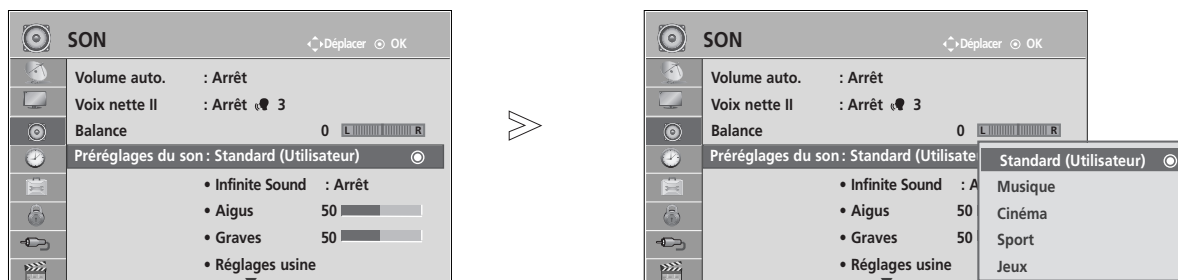 SON
Déplacer OK
Volume auto. : Arrêt
Voix nette II : Arrêt 3
Balance 0 L R
Préréglages du son : Standard (Utilisateur)
• Infinite Sound : Arrêt
• Aigus 50
• Graves 50
• Réglages usine
SON
Déplacer OK
Volume auto. : Arrêt
Voix nette II : Arrêt 3
Balance 0 L R
Préréglages du son : Standard (Utilisate
• Infinite Sound : A
• Aigus 50
• Graves 50
• Réglages usine
Standard (Utilisateur)
Musique
Cinéma
Sport
Jeux